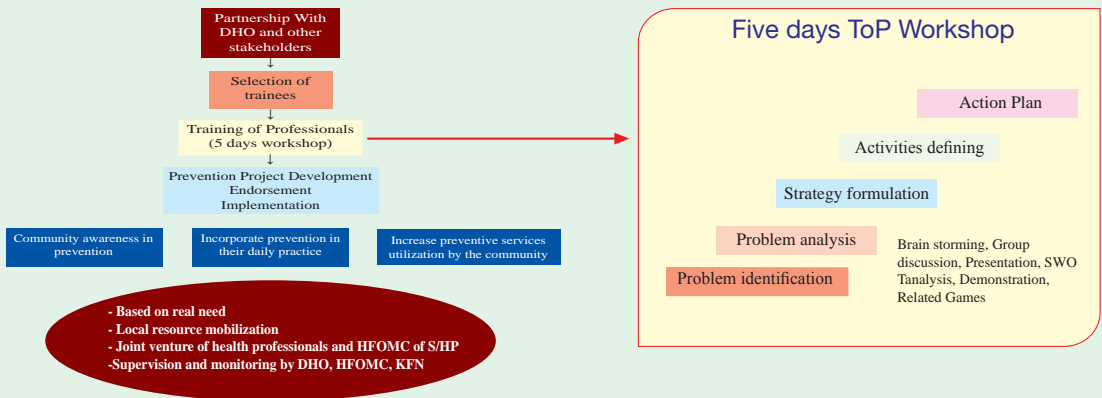 Partnership With
DHO and other
stakeholders
↓
Selection of
trainees
↓
Training of Professionals
(5 days workshop)
↓
Prevention Project Development
Endorsement
Implementation
Community awareness in
prevention
Incorporate prevention in
their daily practice
Increase preventive services
utilization by the community
- Based on real need
- Local resource mobilization
- Joint venture of health professionals and HFOMC of S/HP
-Supervision and monitoring by DHO, HFOMC, KFN
Five days ToP Workshop
Action Plan
Activities defining
Strategy formulation
Problem analysis
Problem identification
Brain storming, Group
discussion, Presentation, SWO
Tanalysis, Demonstration,
Related Games